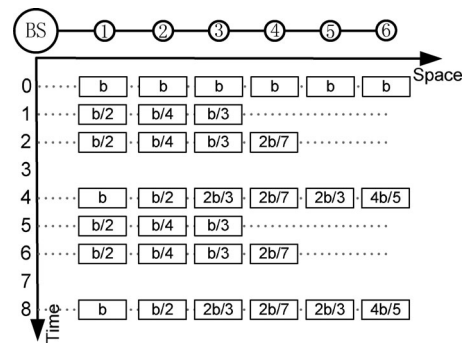 BS 1 2 3 4 5 6
Space
0 b b b b b b
1 b/2 b/4 b/3
2 b/2 b/4 b/3 2b/7
3
4 b b/2 2b/3 2b/7 2b/3 4b/5
5 b/2 b/4 b/3
6 b/2 b/4 b/3 2b/7
7
8 b b/2 2b/3 2b/7 2b/3 4b/5
Time